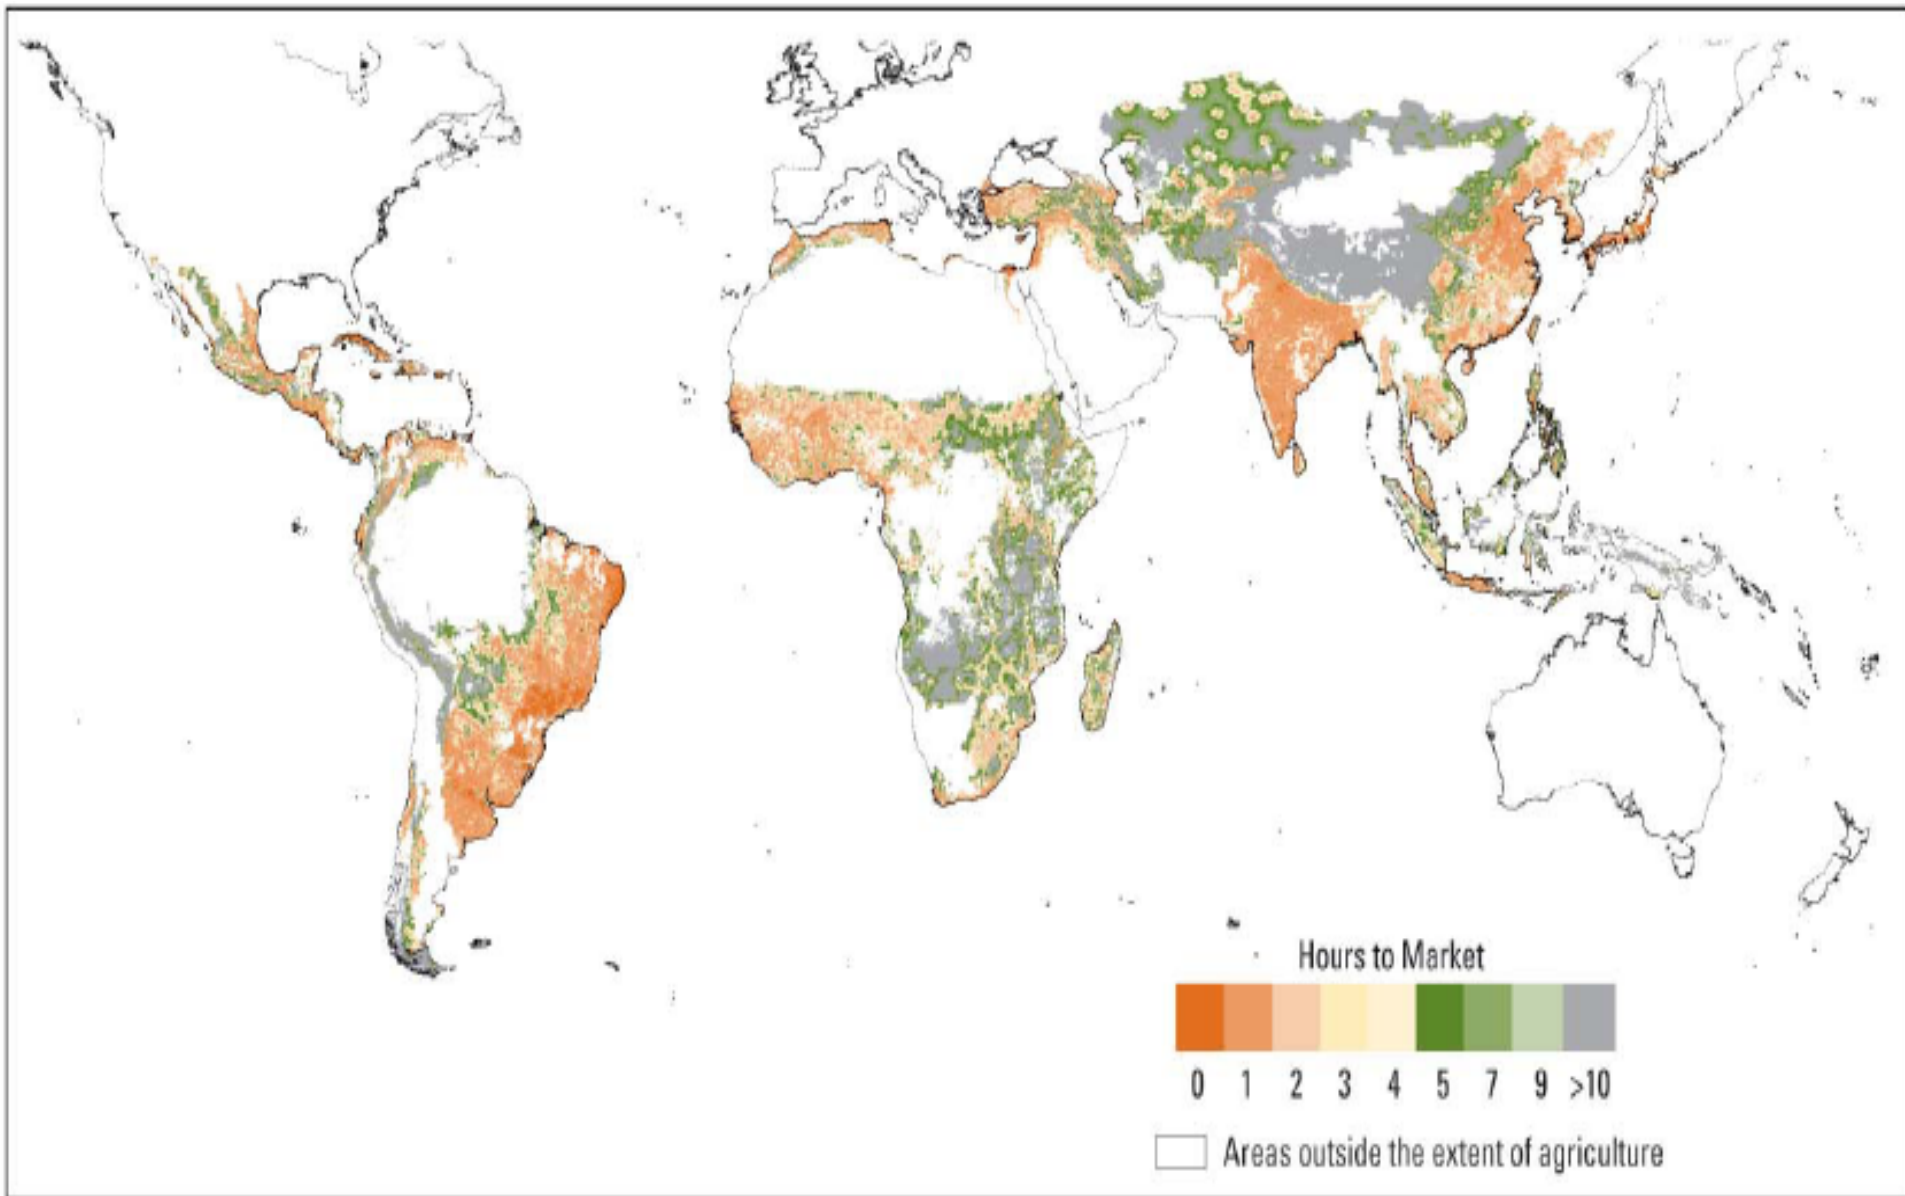 Hours to Market
0 1 2 3 4 5 7 9 >10
Areas outside the extent of agriculture